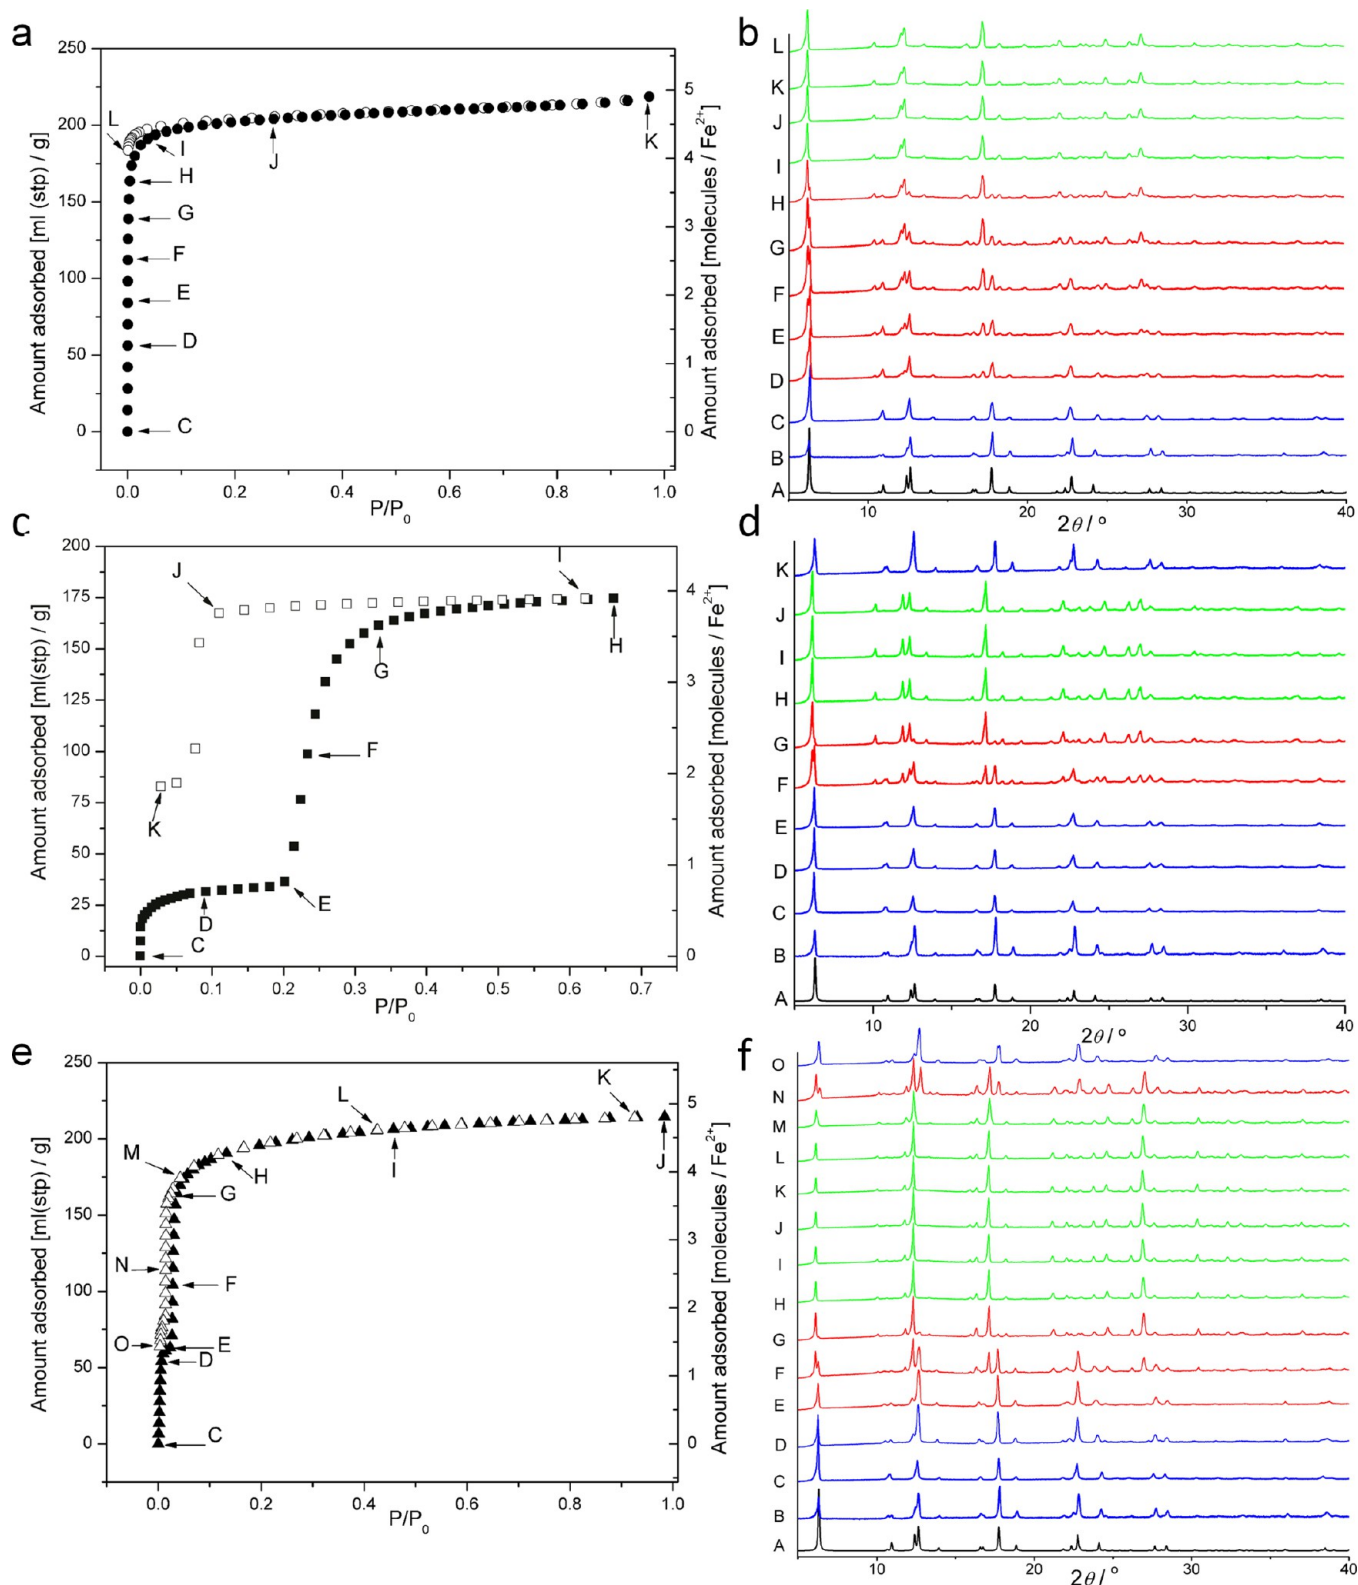 a
Amount adsorbed [ml (stp) / g]
250
200
150
100
50
0
L
I
H
G
F
E
D
C
J
K
5
4
3
2
1
0
Amount adsorbed [molecules / Fe²⁺]
0.0 0.2 0.4 0.6 0.8 1.0
P/P₀
b
L
K
J
I
H
G
F
E
D
C
B
A
10 20 30 40
2θ / °
c
Amount adsorbed [ml(stp) / g]
200
175
150
125
100
75
50
25
0
J
I
H
G
F
K
E
D
C
4
3
2
1
0
Amount adsorbed [molecules / Fe²⁺]
0.0 0.1 0.2 0.3 0.4 0.5 0.6 0.7
P/P₀
d
K
J
I
H
G
F
E
D
C
B
A
10 20 30 40
2θ / °
e
Amount adsorbed [ml(stp) / g]
250
200
150
100
50
0
K
L
J
I
M
H
G
N
F
O
E
D
C
5
4
3
2
1
0
Amount adsorbed [molecules / Fe²⁺]
0.0 0.2 0.4 0.6 0.8 1.0
P/P₀
f
O
N
M
L
K
J
I
H
G
F
E
D
C
B
A
10 20 30 40
2θ / °